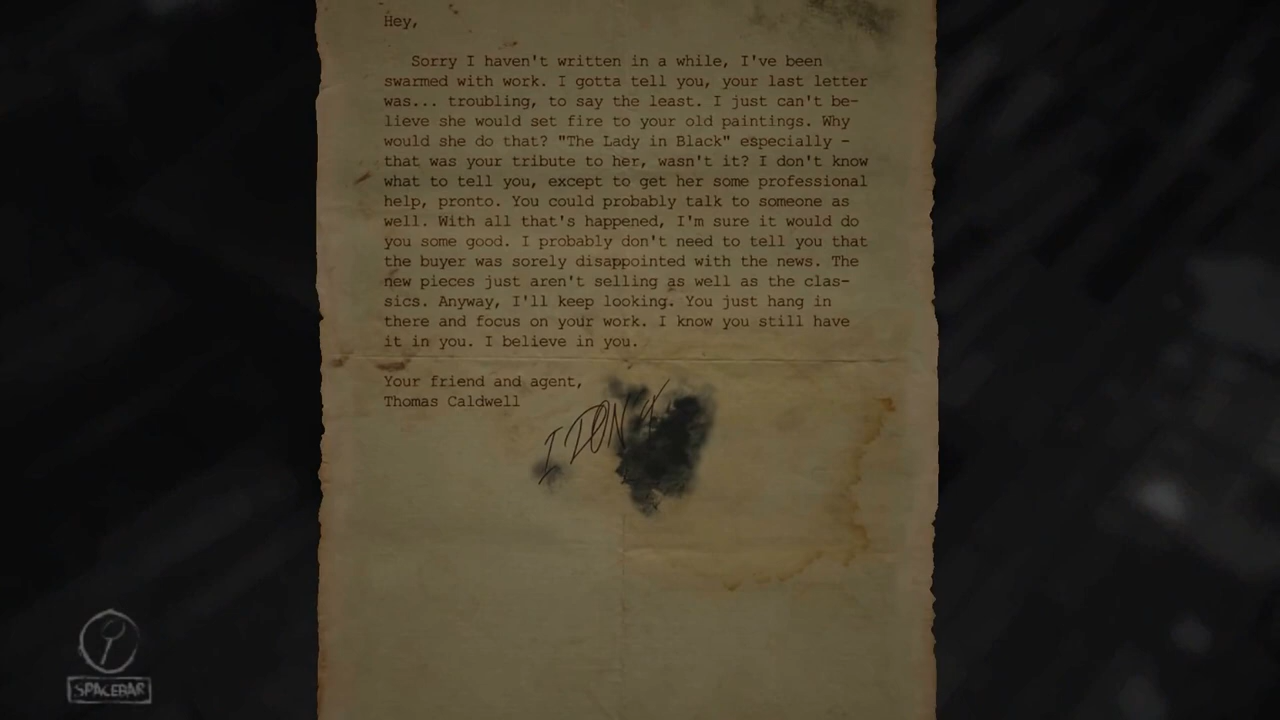 Hey,
Sorry I haven't written in a while, I've been
swarmed with work. I gotta tell you, your last letter
was... troubling, to say the least. I just can't be-
lieve she would set fire to your old paintings. Why
would she do that? "The Lady in Black" especially -
that was your tribute to her, wasn't it? I don't know
what to tell you, except to get her some professional
help, pronto. You could probably talk to someone as
well. With all that's happened, I'm sure it would do
you some good. I probably don't need to tell you that
the buyer was sorely disappointed with the news. The
new pieces just aren't selling as well as the clas-
sics. Anyway, I'll keep looking. You just hang in
there and focus on your work. I know you still have
it in you. I believe in you.
Your friend and agent,
Thomas Caldwell
I DON'T
SPACEBAR